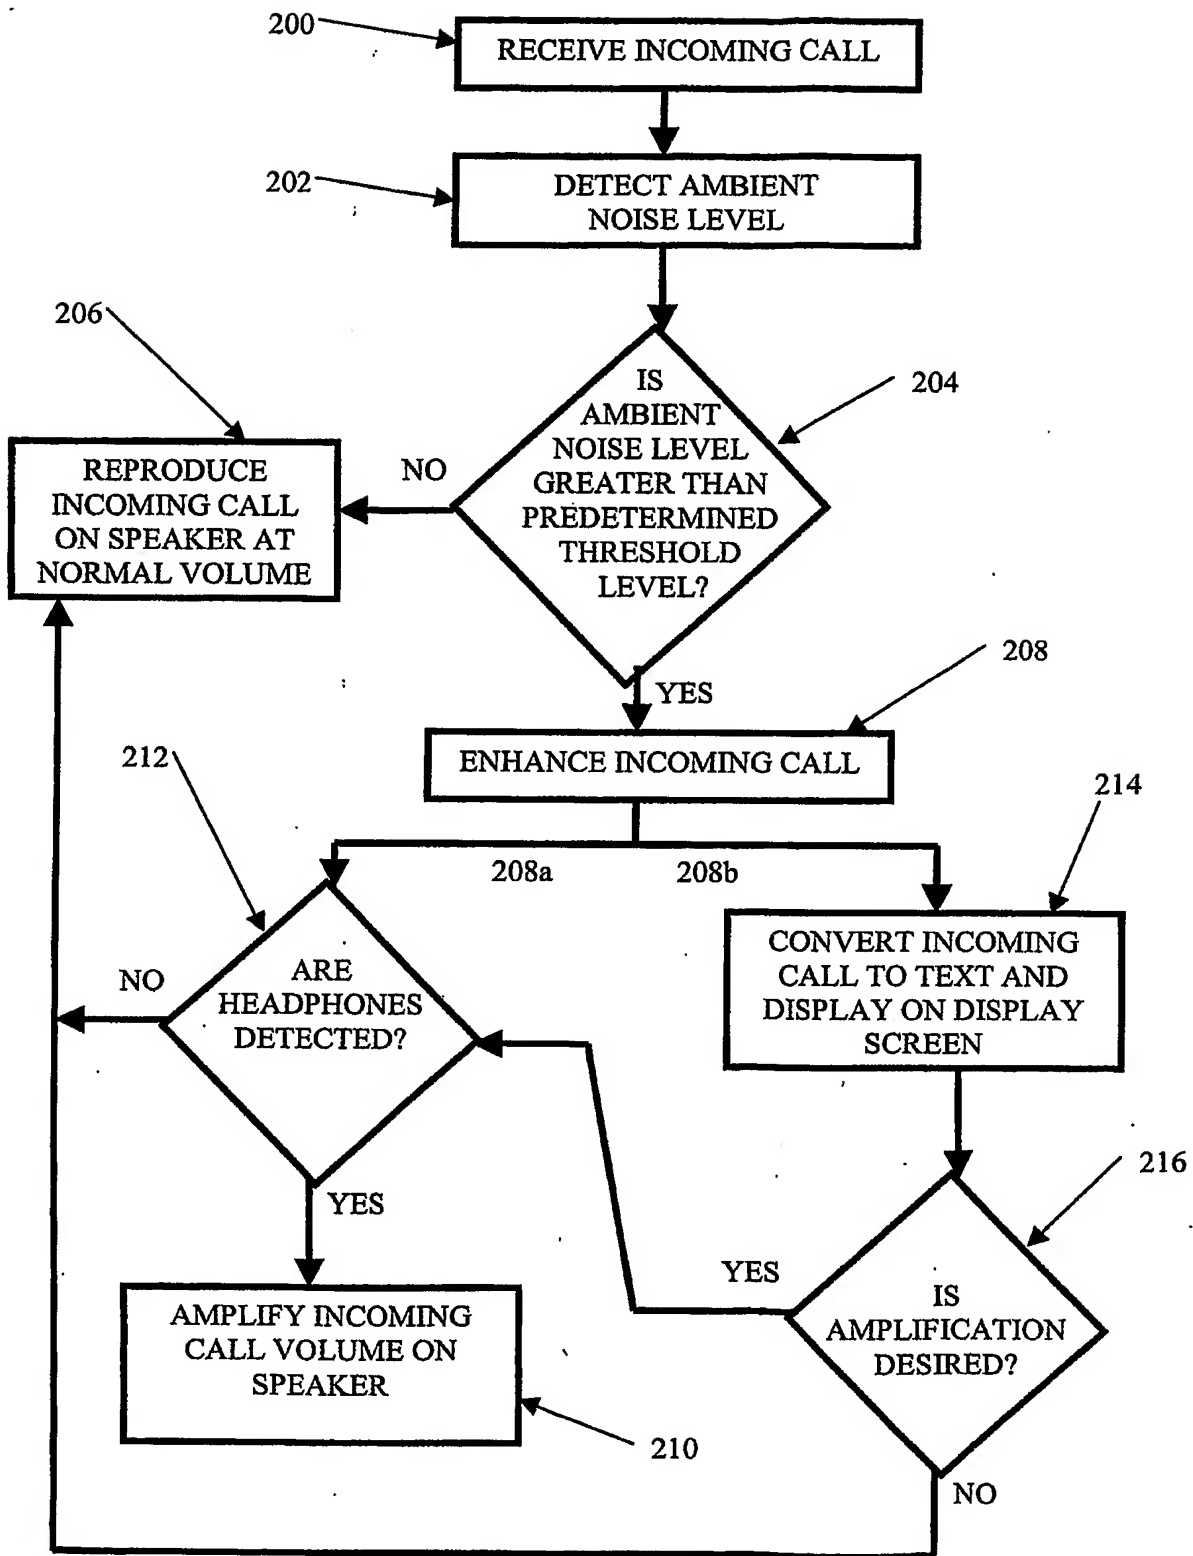 200
RECEIVE INCOMING CALL
202
DETECT AMBIENT
NOISE LEVEL
206
204
IS
AMBIENT
NOISE LEVEL
GREATER THAN
PREDETERMINED
THRESHOLD
LEVEL?
NO
REPRODUCE
INCOMING CALL
ON SPEAKER AT
NORMAL VOLUME
YES
208
ENHANCE INCOMING CALL
212
214
208a
208b
ARE
HEADPHONES
DETECTED?
NO
CONVERT INCOMING
CALL TO TEXT AND
DISPLAY ON DISPLAY
SCREEN
YES
216
AMPLIFY INCOMING
CALL VOLUME ON
SPEAKER
210
YES
IS
AMPLIFICATION
DESIRED?
NO